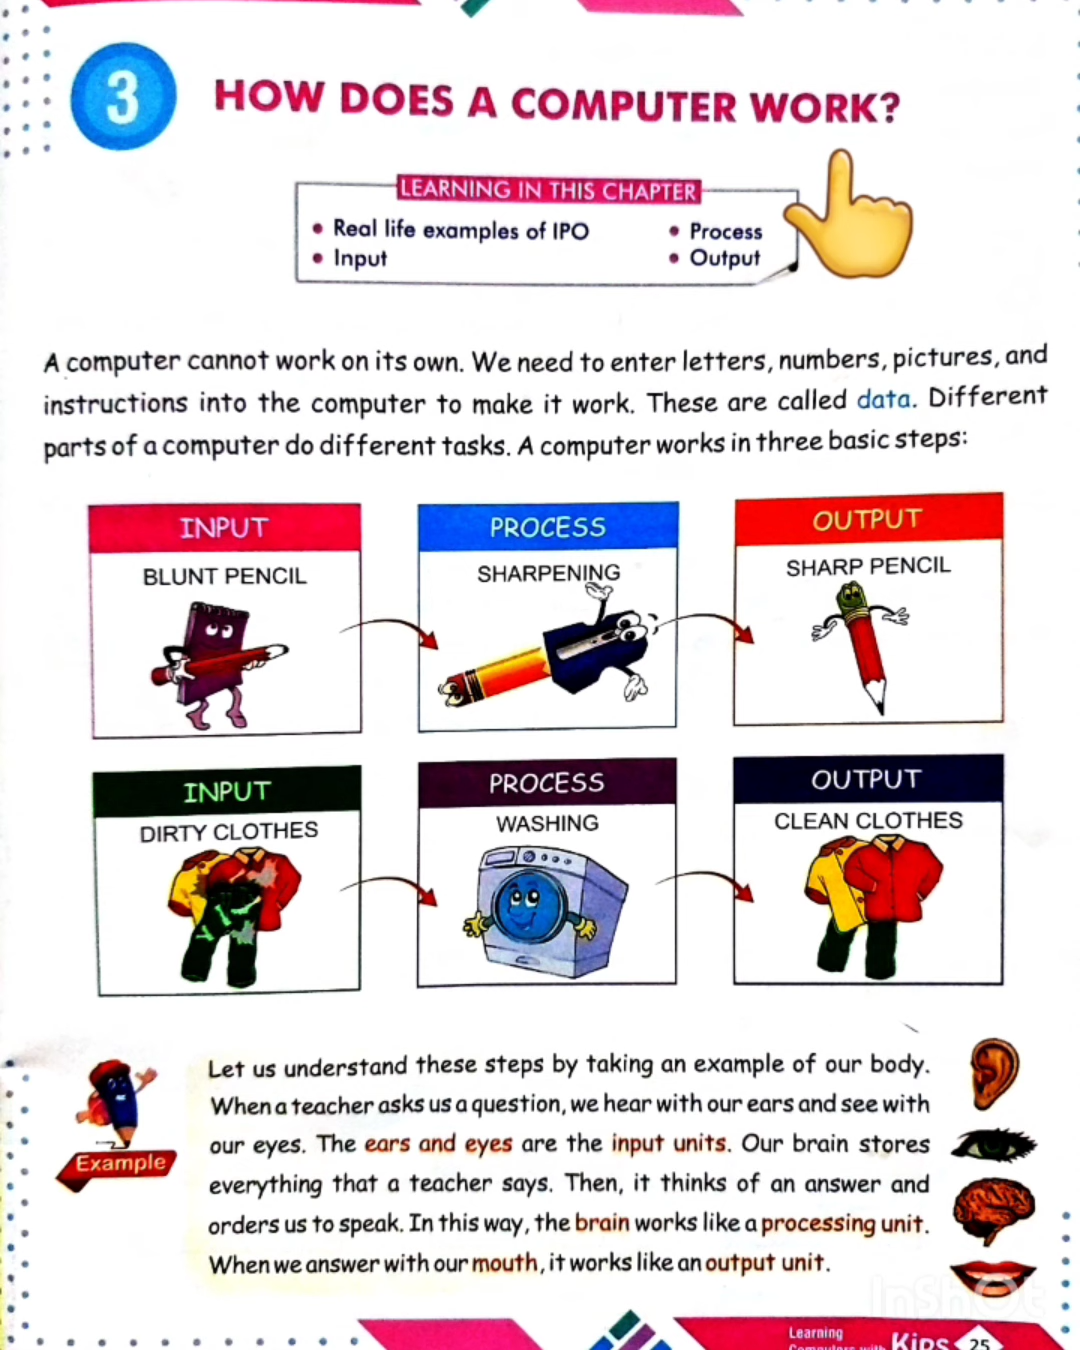 3
HOW DOES A COMPUTER WORK?
LEARNING IN THIS CHAPTER
• Real life examples of IPO
• Process
• Input
• Output
A computer cannot work on its own. We need to enter letters, numbers, pictures, and
instructions into the computer to make it work. These are called data. Different
parts of a computer do different tasks. A computer works in three basic steps:
INPUT
BLUNT PENCIL
PROCESS
SHARPENING
OUTPUT
SHARP PENCIL
INPUT
DIRTY CLOTHES
PROCESS
WASHING
OUTPUT
CLEAN CLOTHES
Example
Let us understand these steps by taking an example of our body.
When a teacher asks us a question, we hear with our ears and see with
our eyes. The ears and eyes are the input units. Our brain stores
everything that a teacher says. Then, it thinks of an answer and
orders us to speak. In this way, the brain works like a processing unit.
When we answer with our mouth, it works like an output unit.
InShOt
Learning
Computers with Kips
25